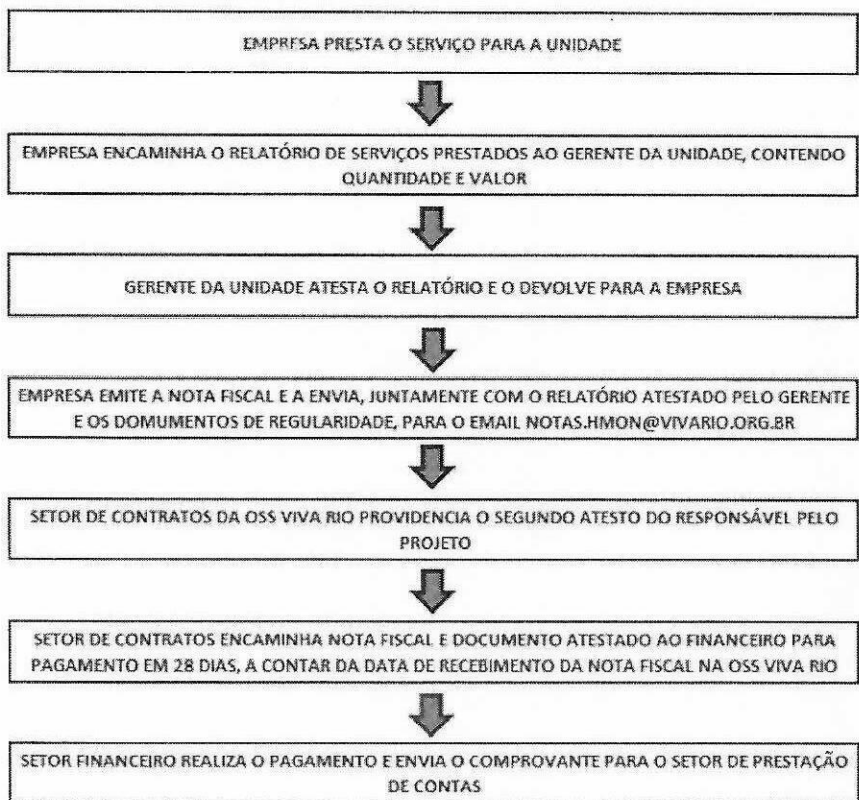 EMPRESA PRESTA O SERVIÇO PARA A UNIDADE
EMPRESA ENCAMINHA O RELATÓRIO DE SERVIÇOS PRESTADOS AO GERENTE DA UNIDADE, CONTENDO
QUANTIDADE E VALOR
GERENTE DA UNIDADE ATESTA O RELATÓRIO E O DEVOLVE PARA A EMPRESA
EMPRESA EMITE A NOTA FISCAL E A ENVIA, JUNTAMENTE COM O RELATÓRIO ATESTADO PELO GERENTE
E OS DOMUMENTOS DE REGULARIDADE, PARA O EMAIL NOTAS.HMON@VIVARIO.ORG.BR
SETOR DE CONTRATOS DA OSS VIVA RIO PROVIDENCIA O SEGUNDO ATESTO DO RESPONSÁVEL PELO
PROJETO
SETOR DE CONTRATOS ENCAMINHA NOTA FISCAL E DOCUMENTO ATESTADO AO FINANCEIRO PARA
PAGAMENTO EM 28 DIAS, A CONTAR DA DATA DE RECEBIMENTO DA NOTA FISCAL NA OSS VIVA RIO
SETOR FINANCEIRO REALIZA O PAGAMENTO E ENVIA O COMPROVANTE PARA O SETOR DE PRESTAÇÃO
DE CONTAS